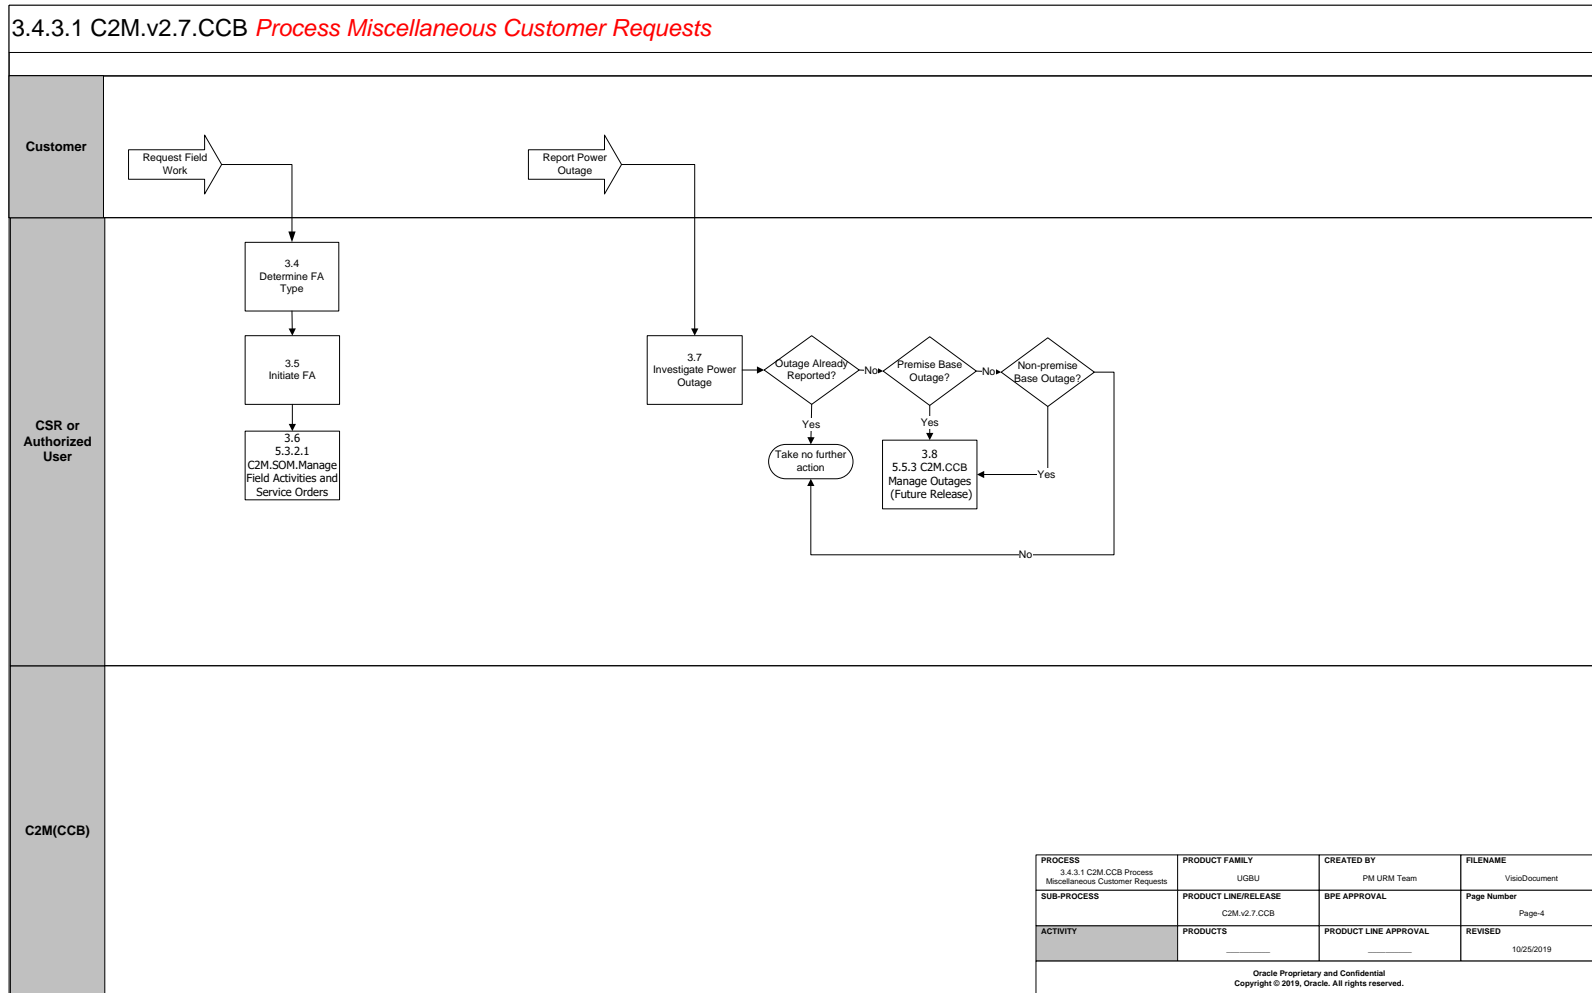 3.4.3.1 C2M.v2.7.CCB Process Miscellaneous Customer Requests
Customer
Request Field
Work
Report Power
Outage
CSR or
Authorized
User
3.4
Determine FA
Type
3.5
Initiate FA
3.6
5.3.2.1
C2M.SOM.Manage
Field Activities and
Service Orders
3.7
Investigate Power
Outage
Outage Already
Reported?
No
Premise Base
Outage?
No
Non-premise
Base Outage?
Yes
Yes
Take no further
action
3.8
5.5.3 C2M.CCB
Manage Outages
(Future Release)
Yes
No
C2M(CCB)
PROCESS
3.4.3.1 C2M.CCB Process
Miscellaneous Customer Requests
PRODUCT FAMILY
UGBU
CREATED BY
PM URM Team
FILENAME
VisioDocument
SUB-PROCESS
PRODUCT LINE/RELEASE
C2M.v2.7.CCB
BPE APPROVAL
Page Number
Page-4
ACTIVITY
PRODUCTS
PRODUCT LINE APPROVAL
REVISED
10/25/2019
Oracle Proprietary and Confidential
Copyright © 2019, Oracle. All rights reserved.